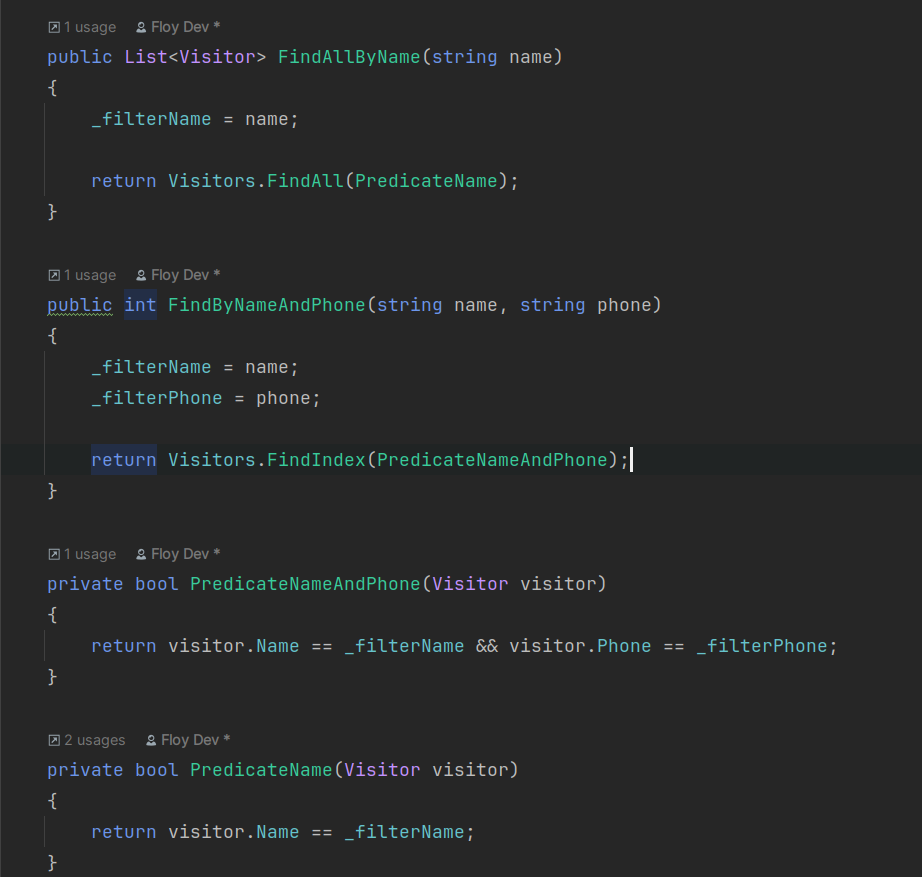 1 usage Floy Dev *
public List<Visitor> FindAllByName(string name)
{
    _filterName = name;

    return Visitors.FindAll(PredicateName);
}

1 usage Floy Dev *
public int FindByNameAndPhone(string name, string phone)
{
    _filterName = name;
    _filterPhone = phone;

    return Visitors.FindIndex(PredicateNameAndPhone);
}

1 usage Floy Dev *
private bool PredicateNameAndPhone(Visitor visitor)
{
    return visitor.Name == _filterName && visitor.Phone == _filterPhone;
}

2 usages Floy Dev *
private bool PredicateName(Visitor visitor)
{
    return visitor.Name == _filterName;
}